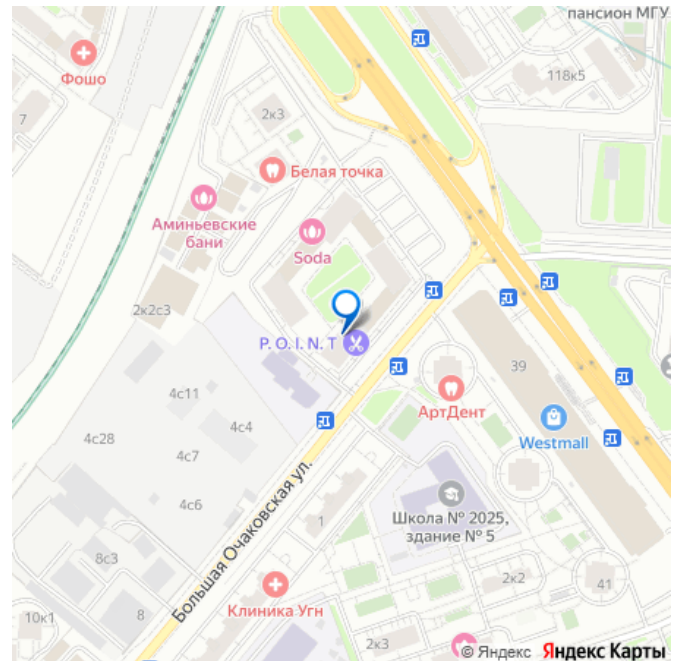 пансион МГУ
Фошо
118к5
7
2к3
Белая точка
Аминьевские
бани
Soda
2к2с3
P.O.I.N.T
39
4с11
АртДент
Westmall
4с4
4с28
4с7
Большая Очаковская ул.
4с6
1
Школа № 2025,
здание № 5
8с3
2к2
41
Клиника Угн
10к1
8
2к3
© Яндекс Яндекс Карты